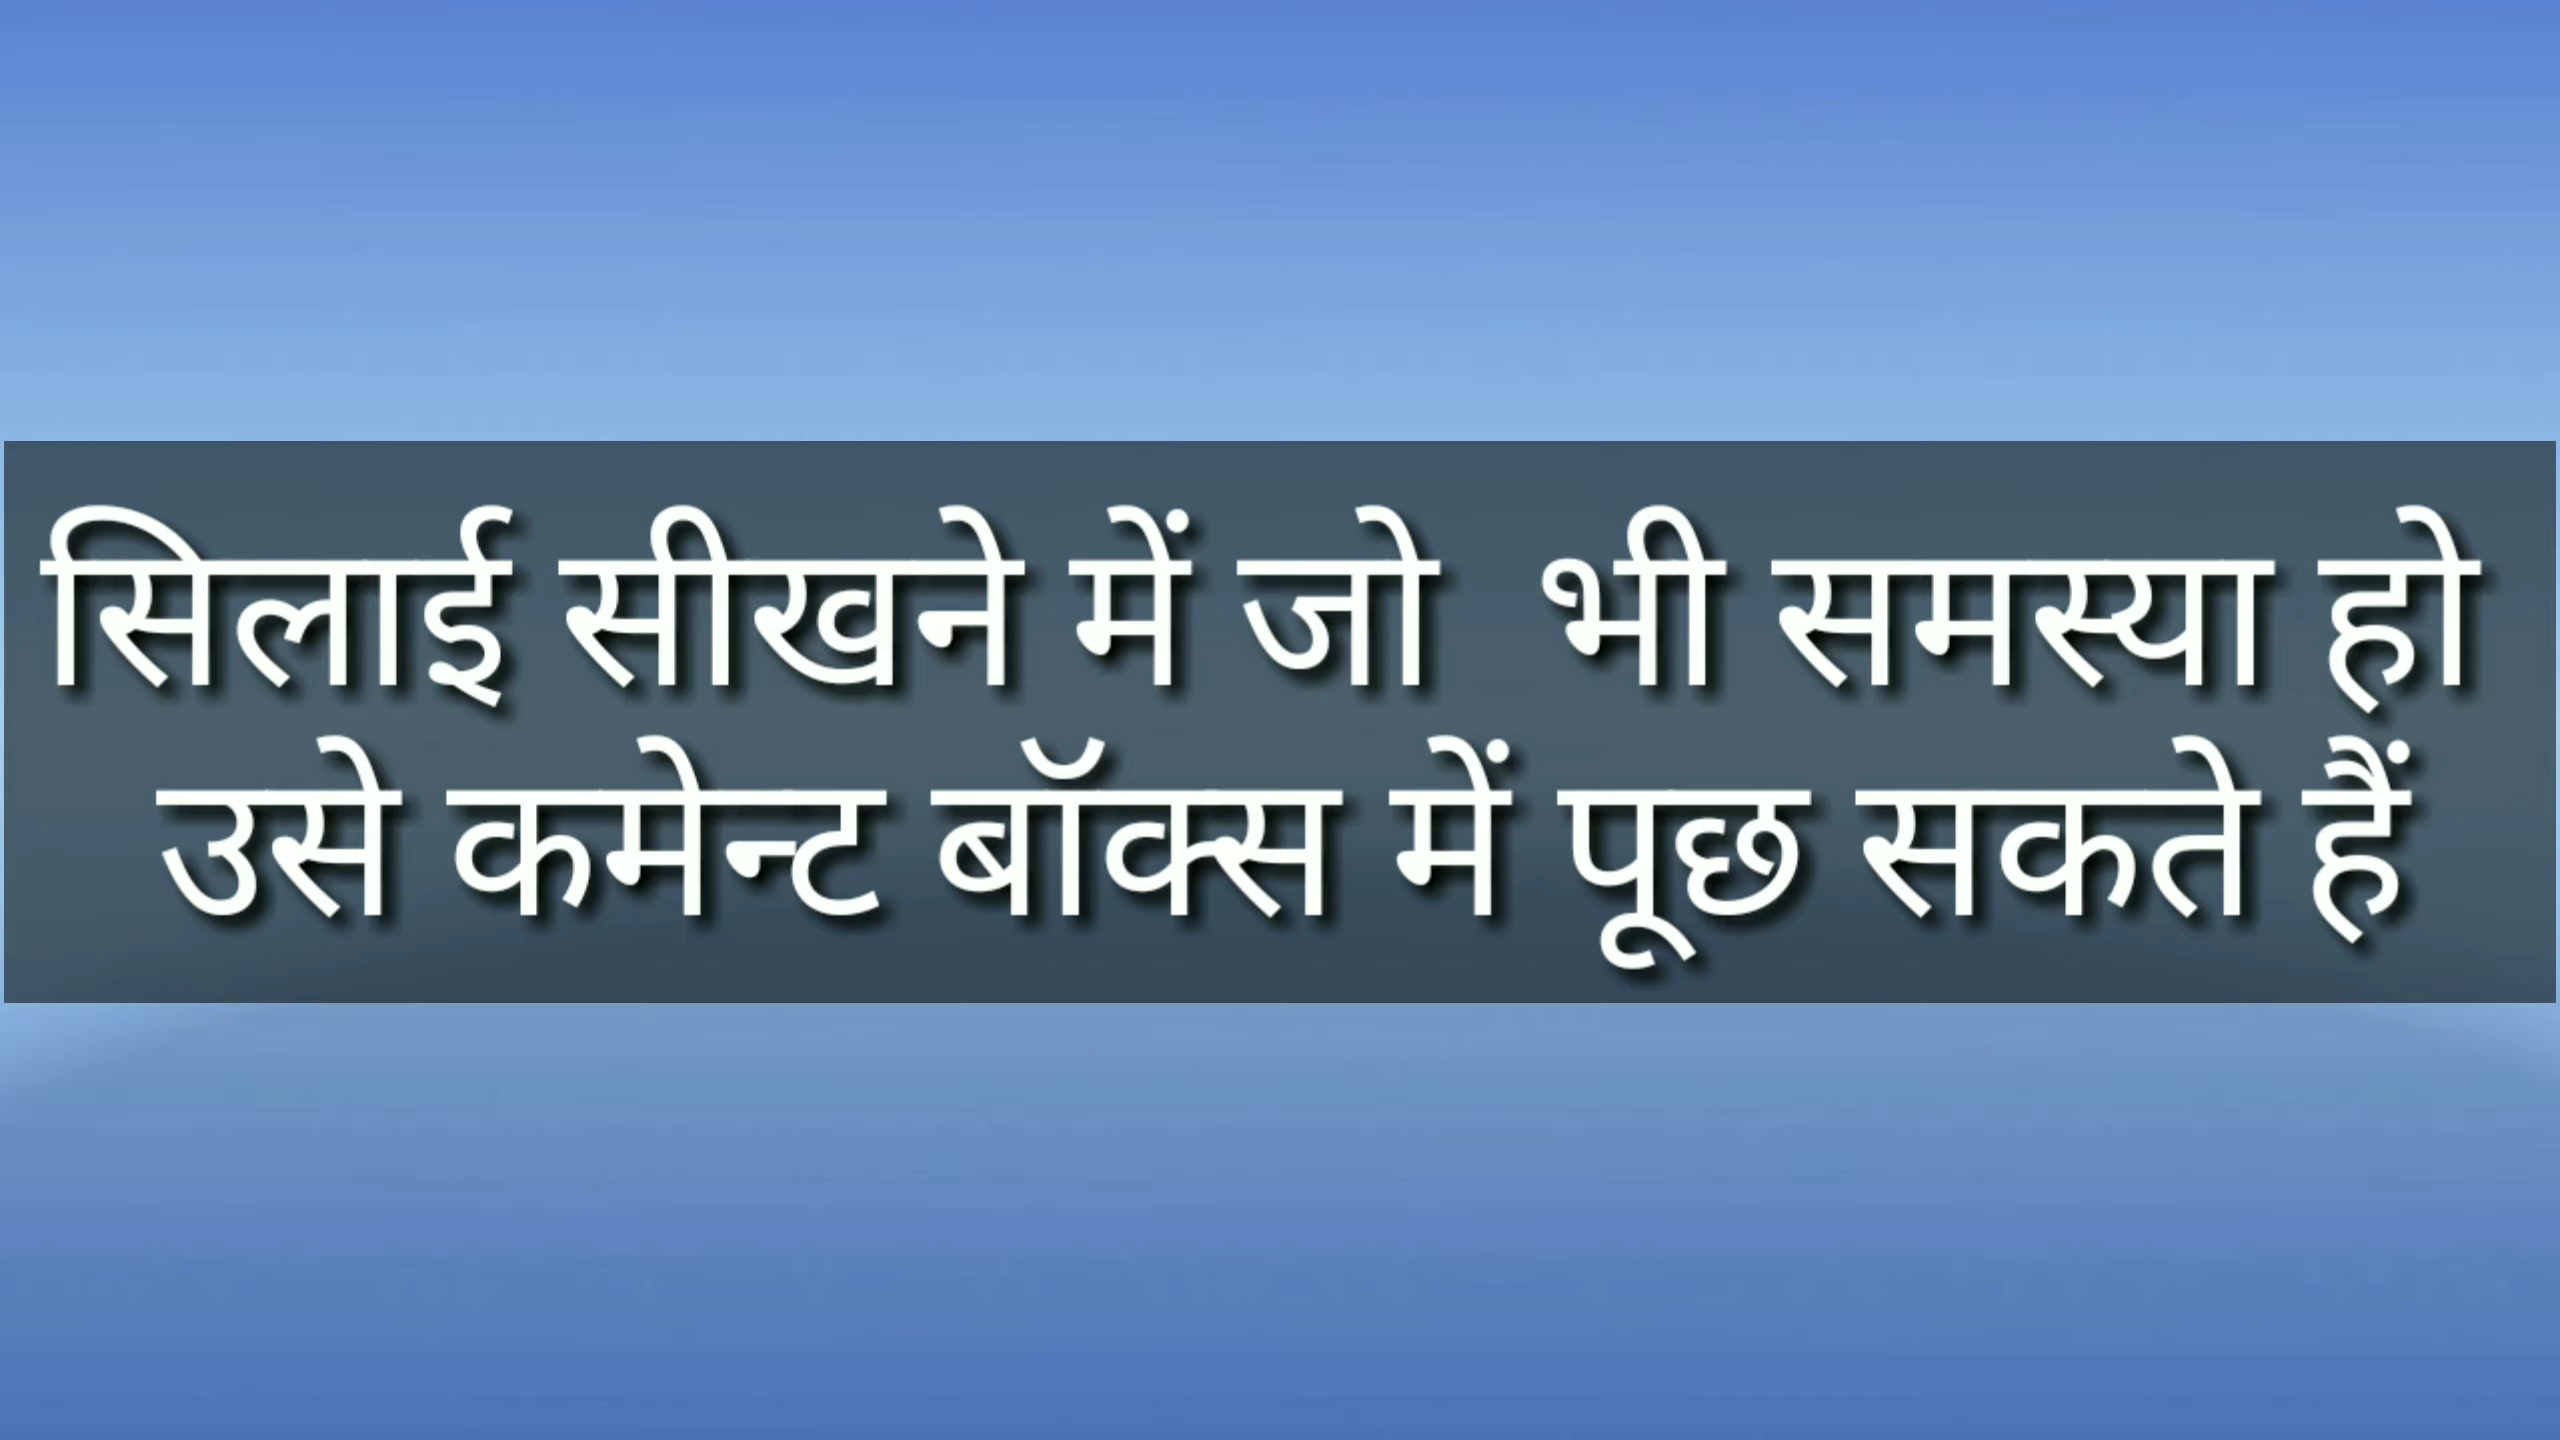 सिलाई सीखने में जो  भी समस्या हो
उसे कमेन्ट बॉक्स में पूछ सकते हैं